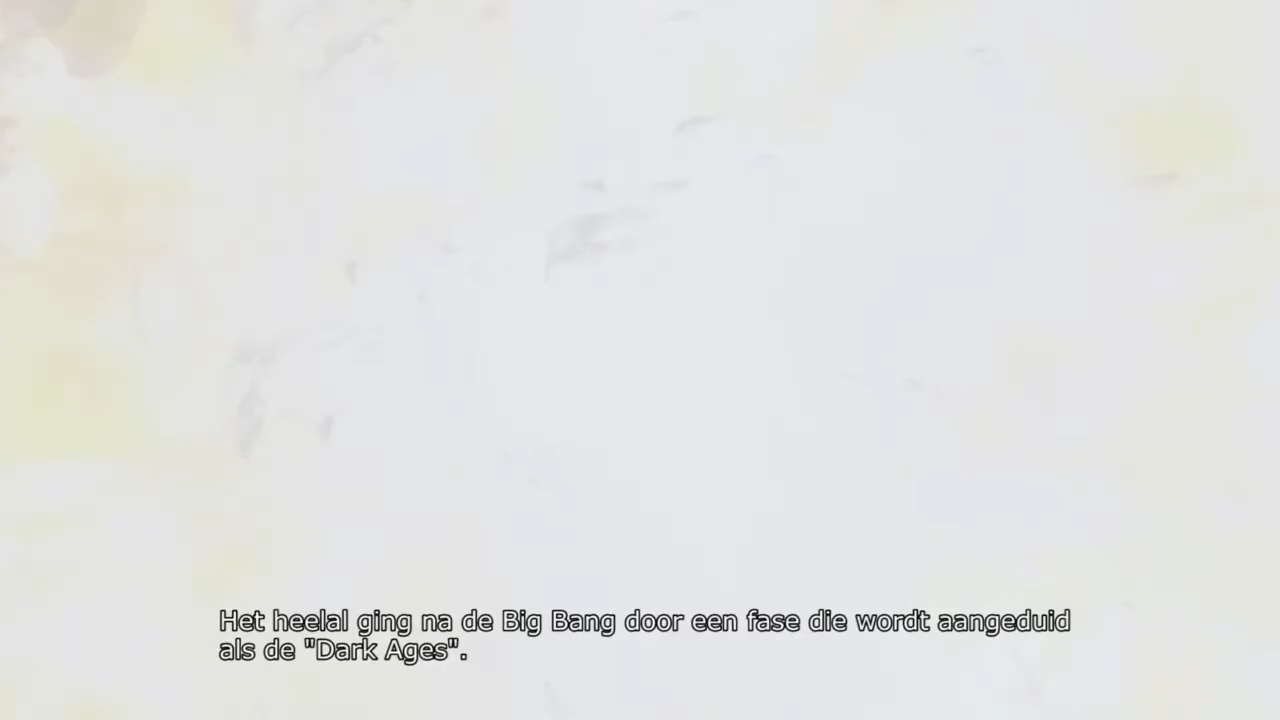 Het heelal ging na de Big Bang door een fase die wordt aangeduid
als de "Dark Ages".